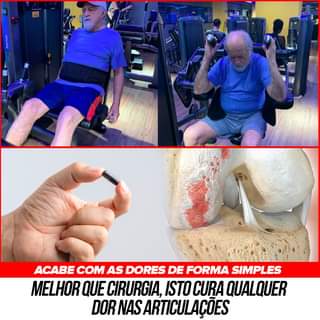 ACABE COM AS DORES DE FORMA SIMPLES
MELHOR QUE CIRURGIA, ISTO CURA QUALQUER
DOR NAS ARTICULAÇÕES